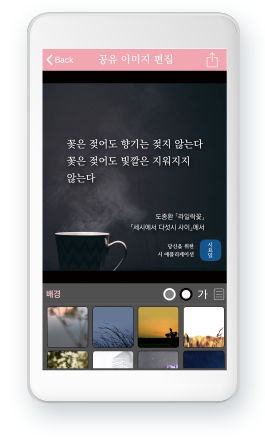 Back
공유 이미지 편집
꽃은 젖어도 향기는 젖지 않는다
꽃은 젖어도 빛깔은 지워지지
않는다
도종환 「라일락꽃」
「세시에서 다섯시 사이」에서
당신을 위한
시 애플리케이션
시요일
배경
가